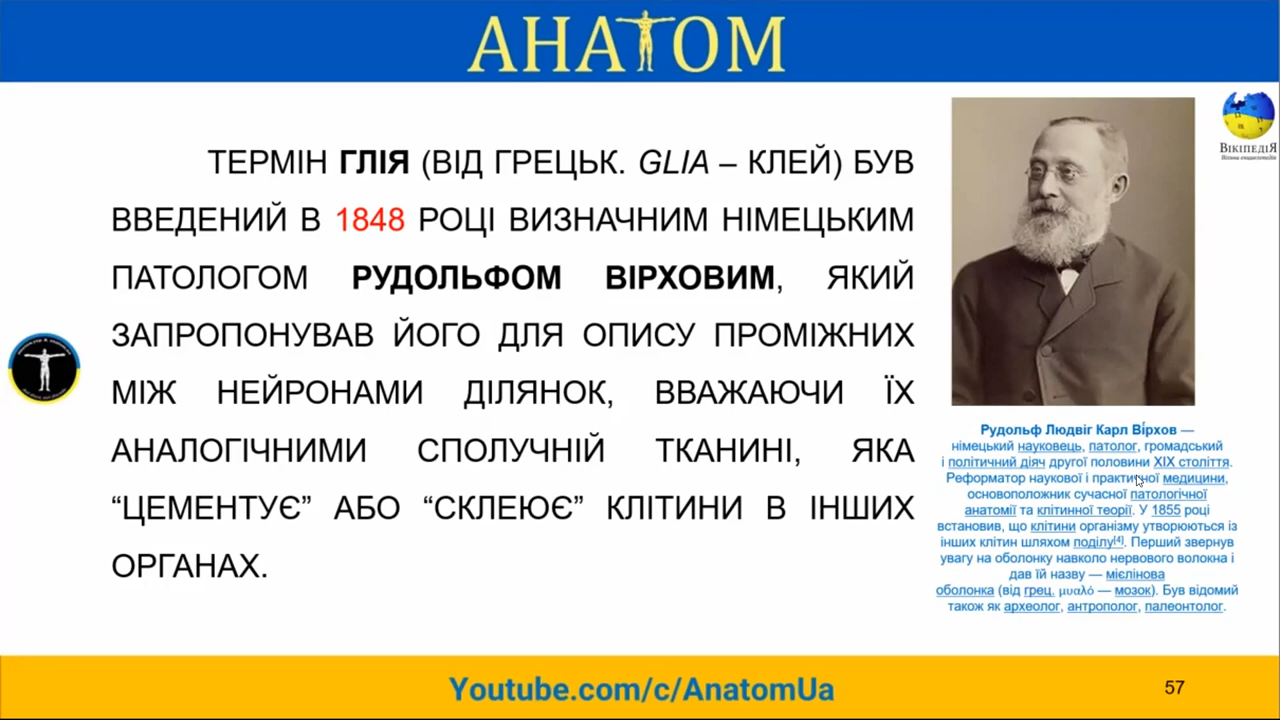 АНАТОМ
ТЕРМІН ГЛІЯ (ВІД ГРЕЦЬК. GLIA – КЛЕЙ) БУВ
ВВЕДЕНИЙ В 1848 РОЦІ ВИЗНАЧНИМ НІМЕЦЬКИМ
ПАТОЛОГОМ РУДОЛЬФОМ ВІРХОВИМ, ЯКИЙ
ЗАПРОПОНУВАВ ЙОГО ДЛЯ ОПИСУ ПРОМІЖНИХ
МІЖ НЕЙРОНАМИ ДІЛЯНОК, ВВАЖАЮЧИ ЇХ
АНАЛОГІЧНИМИ СПОЛУЧНІЙ ТКАНИНІ, ЯКА
“ЦЕМЕНТУЄ” АБО “СКЛЕЮЄ” КЛІТИНИ В ІНШИХ
ОРГАНАХ.
ВІКІПЕДІЯ
Вільна енциклопедія
Рудольф Людвіг Карл Ві́рхов —
німецький науковець, патолог, громадський
і політичний діяч другої половини XIX століття.
Реформатор наукової і практичної медицини,
основоположник сучасної патологічної
анатомії та клітинної теорії. У 1855 році
встановив, що клітини організму утворюються із
інших клітин шляхом поділу[4]. Перший звернув
увагу на оболонку навколо нервового волокна і
дав їй назву — мієлінова
оболонка (від грец. μυαλό — мозок). Був відомий
також як археолог, антрополог, палеонтолог.
Youtube.com/c/AnatomUa
57